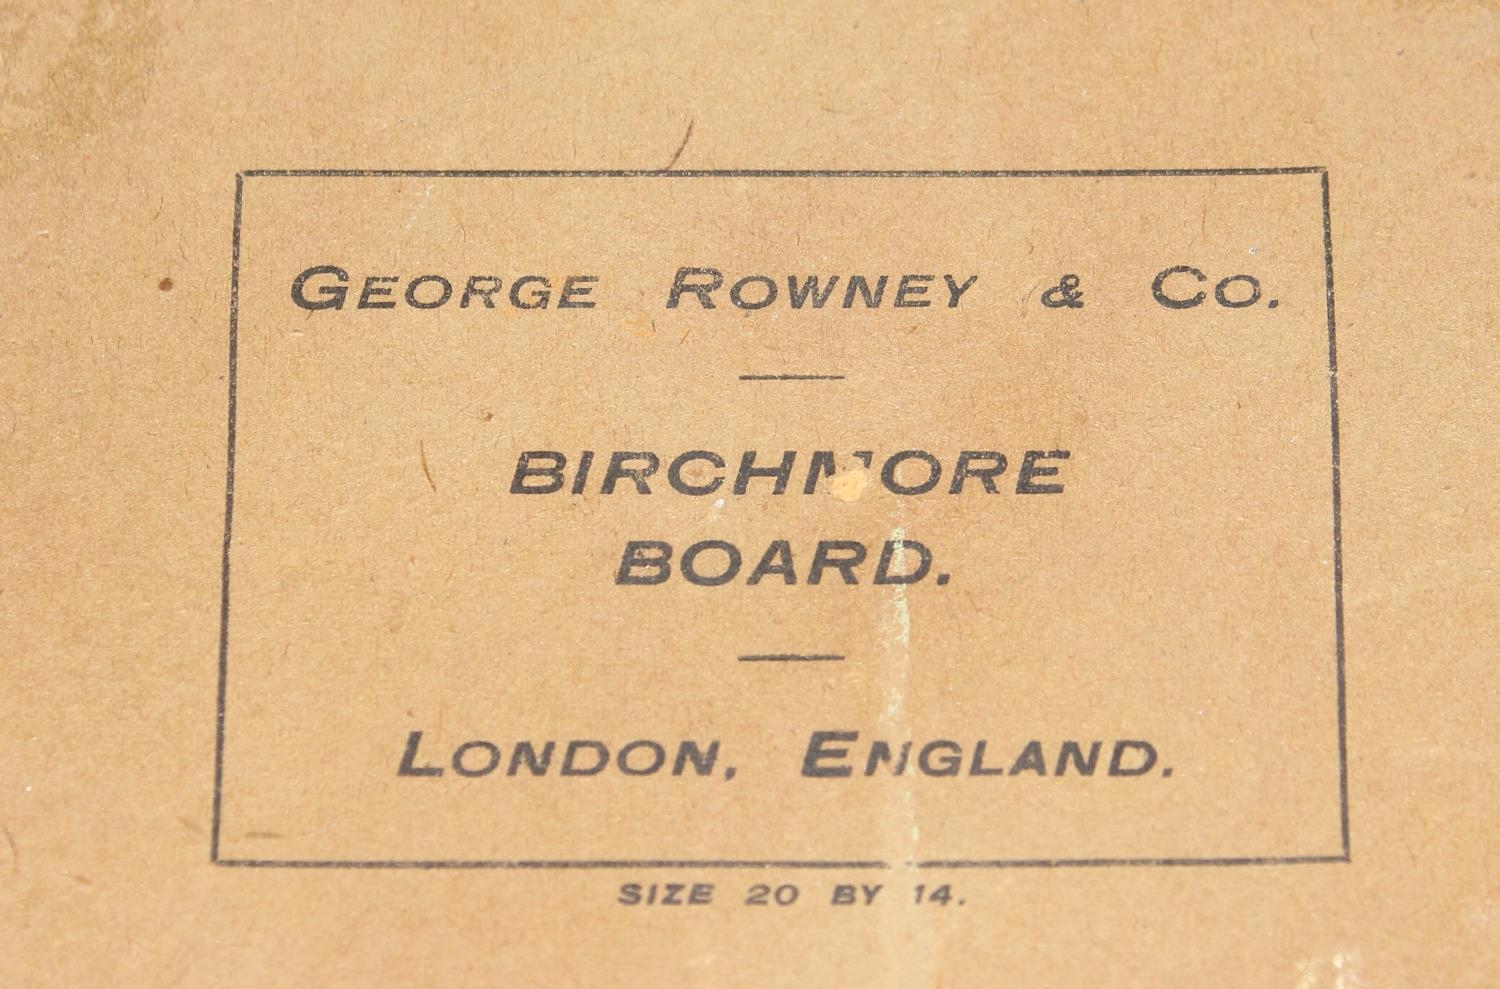 GEORGE ROWNEY & CO.
BIRCHMORE
BOARD.
LONDON, ENGLAND.
SIZE 20 BY 14.